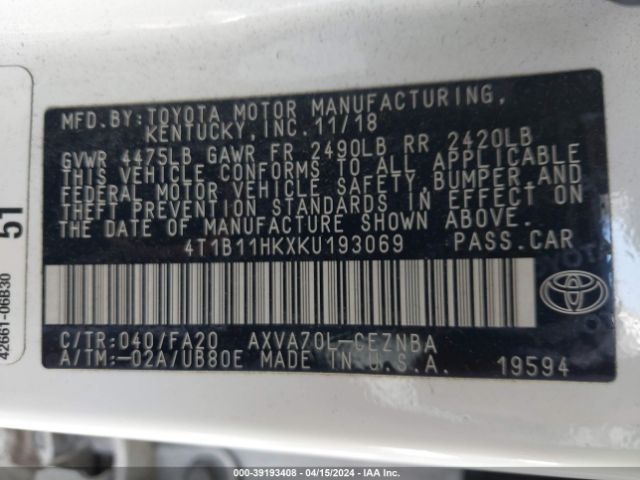 MFD.BY:TOYOTA MOTOR MANUFACTURING,
KENTUCKY,INC.11/18
GVWR 4475LB GAWR FR 2490LB RR 2420LB
THIS VEHICLE CONFORMS TO ALL APPLICABLE
FEDERAL MOTOR VEHICLE SAFETY,BUMPER,AND
THEFT PREVENTION STANDARDS IN EFFECT ON
THE DATE OF MANUFACTURE SHOWN ABOVE.
4T1B11HKXKU193069 PASS.CAR
C/TR:040/FA20 AXVA70L-CEZNBA
A/TM:-02A/UB80E MADE IN U.S.A. 19594
42661-06B30
51
TOYOTA
000-39193408 - 04/15/2024 - IAA Inc.